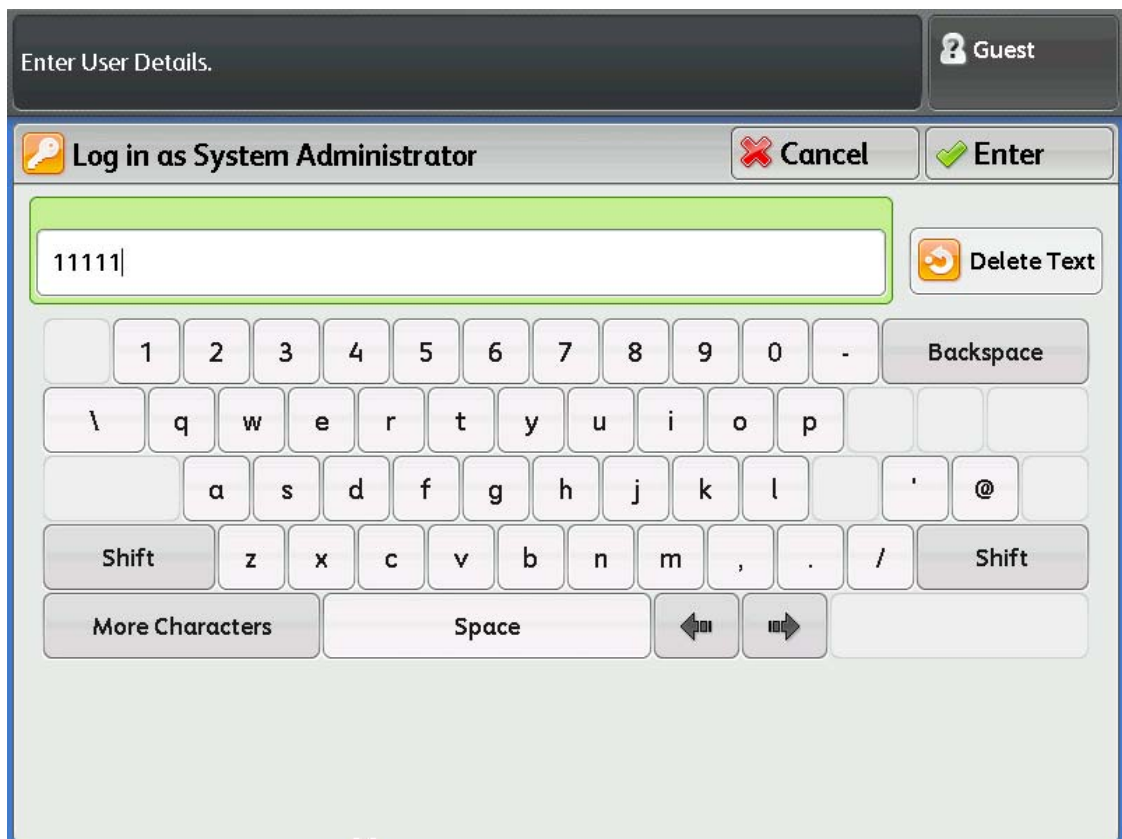 Enter User Details.
Guest
Log in as System Administrator
Cancel
Enter
11111
Delete Text
1 2 3 4 5 6 7 8 9 0 - Backspace
\ q w e r t y u i o p
a s d f g h j k l ' @
Shift z x c v b n m , . / Shift
More Characters Space